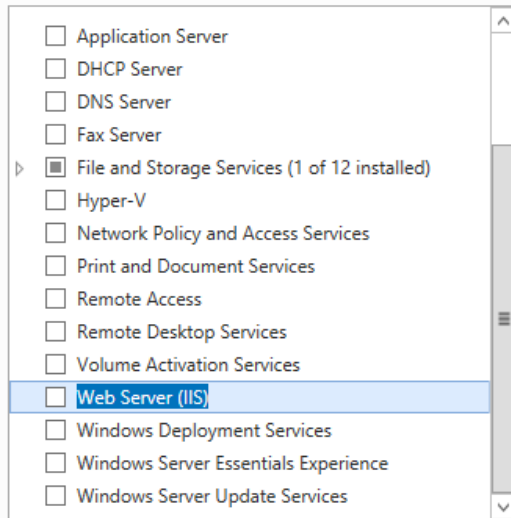 Application Server
DHCP Server
DNS Server
Fax Server
File and Storage Services (1 of 12 installed)
Hyper-V
Network Policy and Access Services
Print and Document Services
Remote Access
Remote Desktop Services
Volume Activation Services
Web Server (IIS)
Windows Deployment Services
Windows Server Essentials Experience
Windows Server Update Services